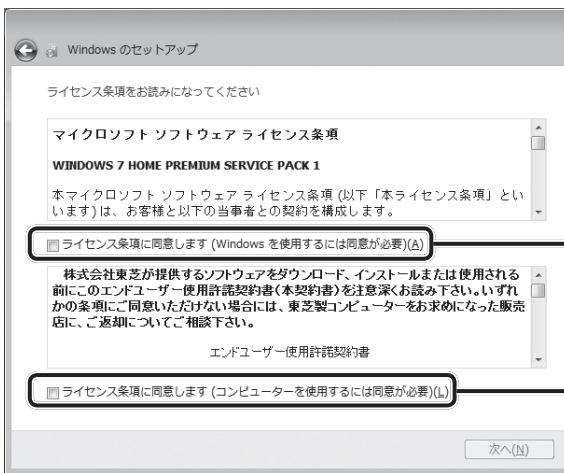 Windows のセットアップ
ライセンス条項をお読みになってください
マイクロソフト ソフトウェア ライセンス条項
WINDOWS 7 HOME PREMIUM SERVICE PACK 1
本マイクロソフト ソフトウェア ライセンス条項 (以下「本ライセンス条項」とい
います) は、お客様と以下の当事者との契約を構成します。
ライセンス条項に同意します (Windows を使用するには同意が必要)(A)
株式会社東芝が提供するソフトウェアをダウンロード、インストールまたは使用される
前にこのエンドユーザー使用許諾契約書(本契約書)を注意深くお読み下さい。いずれ
かの条項にご同意いただけない場合には、東芝製コンピューターをお求めになった販売
店に、ご返却についてご相談下さい。
エンドユーザー使用許諾契約書
ライセンス条項に同意します (コンピューターを使用するには同意が必要)(L)
次へ(N)